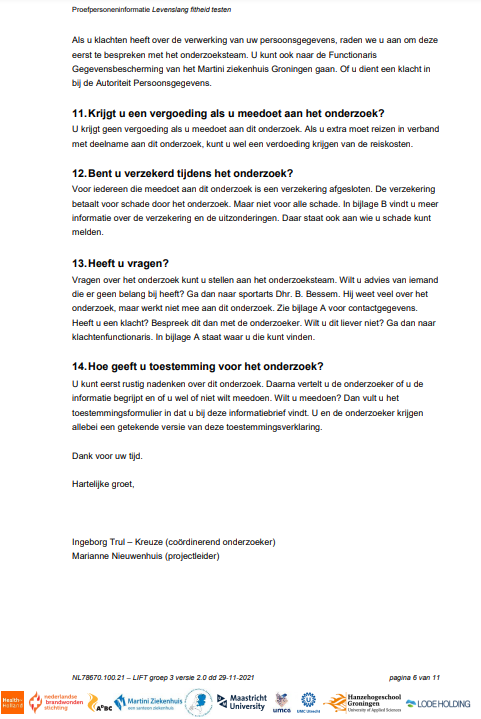 Proefpersoneninformatie Levenslang fitheid testen
Als u klachten heeft over de verwerking van uw persoonsgegevens, raden we u aan om deze
eerst te bespreken met het onderzoeksteam. U kunt ook naar de Functionaris
Gegevensbescherming van het Martini ziekenhuis Groningen gaan. Of u dient een klacht in
bij de Autoriteit Persoonsgegevens.
11. Krijgt u een vergoeding als u meedoet aan het onderzoek?
U krijgt geen vergoeding als u meedoet aan dit onderzoek. Als u extra moet reizen in verband
met deelname aan dit onderzoek, kunt u wel een verdoeding krijgen van de reiskosten.
12. Bent u verzekerd tijdens het onderzoek?
Voor iedereen die meedoet aan dit onderzoek is een verzekering afgesloten. De verzekering
betaalt voor schade door het onderzoek. Maar niet voor alle schade. In bijlage B vindt u meer
informatie over de verzekering en de uitzonderingen. Daar staat ook aan wie u schade kunt
melden.
13. Heeft u vragen?
Vragen over het onderzoek kunt u stellen aan het onderzoeksteam. Wilt u advies van iemand
die er geen belang bij heeft? Ga dan naar sportarts Dhr. B. Bessem. Hij weet veel over het
onderzoek, maar werkt niet mee aan dit onderzoek. Zie bijlage A voor contactgegevens.
Heeft u een klacht? Bespreek dit dan met de onderzoeker. Wilt u dit liever niet? Ga dan naar
klachtenfunctionaris. In bijlage A staat waar u die kunt vinden.
14. Hoe geeft u toestemming voor het onderzoek?
U kunt eerst rustig nadenken over dit onderzoek. Daarna vertelt u de onderzoeker of u de
informatie begrijpt en of u wel of niet wilt meedoen. Wilt u meedoen? Dan vult u het
toestemmingsformulier in dat u bij deze informatiebrief vindt. U en de onderzoeker krijgen
allebei een getekende versie van deze toestemmingsverklaring.
Dank voor uw tijd.
Hartelijke groet,
Ingeborg Trul – Kreuze (coördinerend onderzoeker)
Marianne Nieuwenhuis (projectleider)
NL78670.100.21 – LIFT groep 3 versie 2.0 dd 29-11-2021 pagina 6 van 11
Health~Holland
nederlandse brandwonden stichting
A²BC
Martini Ziekenhuis
een santeon ziekenhuis
Maastricht University
umcg
UMC Utrecht
Hanzehogeschool Groningen
University of Applied Sciences
LODE HOLDING